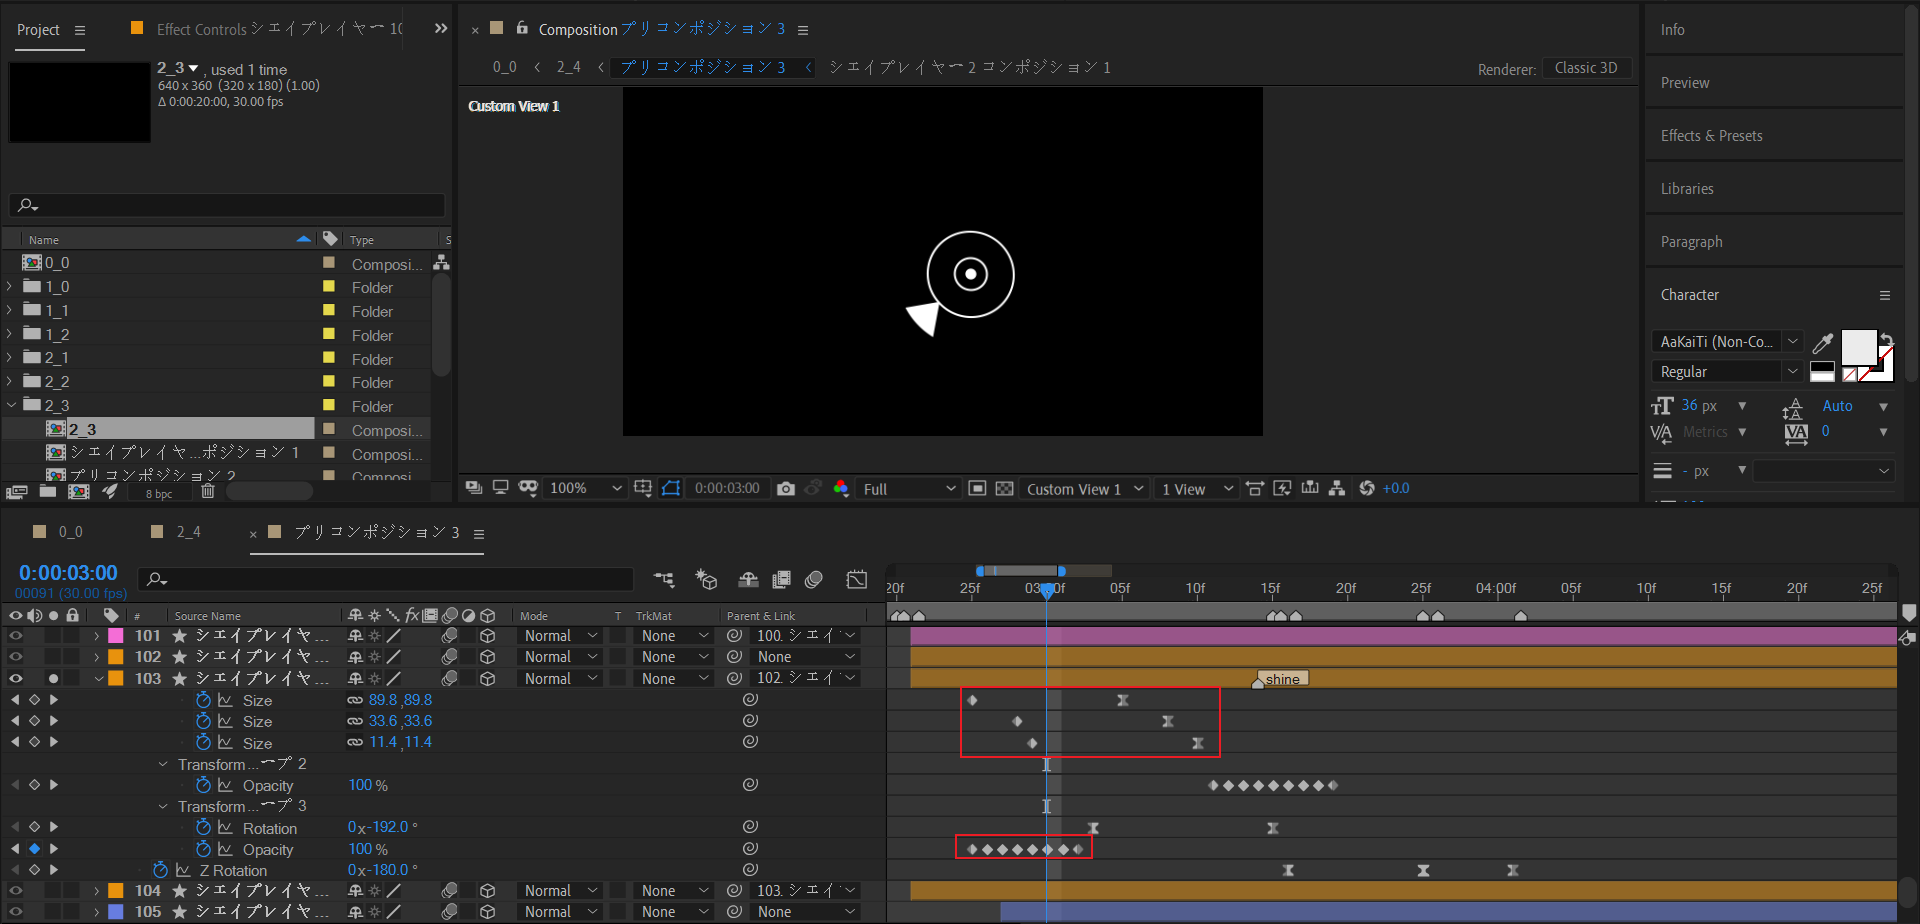 Project
Effect Controls シェイプレイヤー 10
Composition プリコンポジション 3
2_3 , used 1 time
640 x 360 (320 x 180) (1.00)
Δ 0:00:20:00, 30.00 fps
0_0 2_4 プリコンポジション 3 シェイプレイヤー 2 コンポジション 1
Renderer: Classic 3D
Custom View 1
Name Type S
0_0 Composi...
1_0 Folder
1_1 Folder
1_2 Folder
2_1 Folder
2_2 Folder
2_3 Folder
2_3 Composi...
シェイプレイヤ...ポジション 1 Composi...
プリコンポジション 2 Composi
8 bpc
100% 0:00:03:00 Full Custom View 1 1 View +0.0
Info
Preview
Effects & Presets
Libraries
Paragraph
Character
AaKaiTi (Non-Co...
Regular
36 px Auto
Metrics 0
- px
0_0 2_4 プリコンポジション 3
0:00:03:00
00091 (30.00 fps)
20f 25f 03:00f 05f 10f 15f 20f 25f 04:00f 05f 10f 15f 20f 25f
# Source Name Mode T TrkMat Parent & Link
101 シェイプレイヤ... Normal None 100. シェイ
102 シェイプレイヤ... Normal None None
103 シェイプレイヤ... Normal None 102. シェイ
shine
Size 89.8,89.8
Size 33.6,33.6
Size 11.4,11.4
Transform...ープ 2
Opacity 100 %
Transform...ープ 3
Rotation 0x-192.0 °
Opacity 100 %
Z Rotation 0x-180.0 °
104 シェイプレイヤ... Normal None 103. シェイ
105 シェイプレイヤ... Normal None None